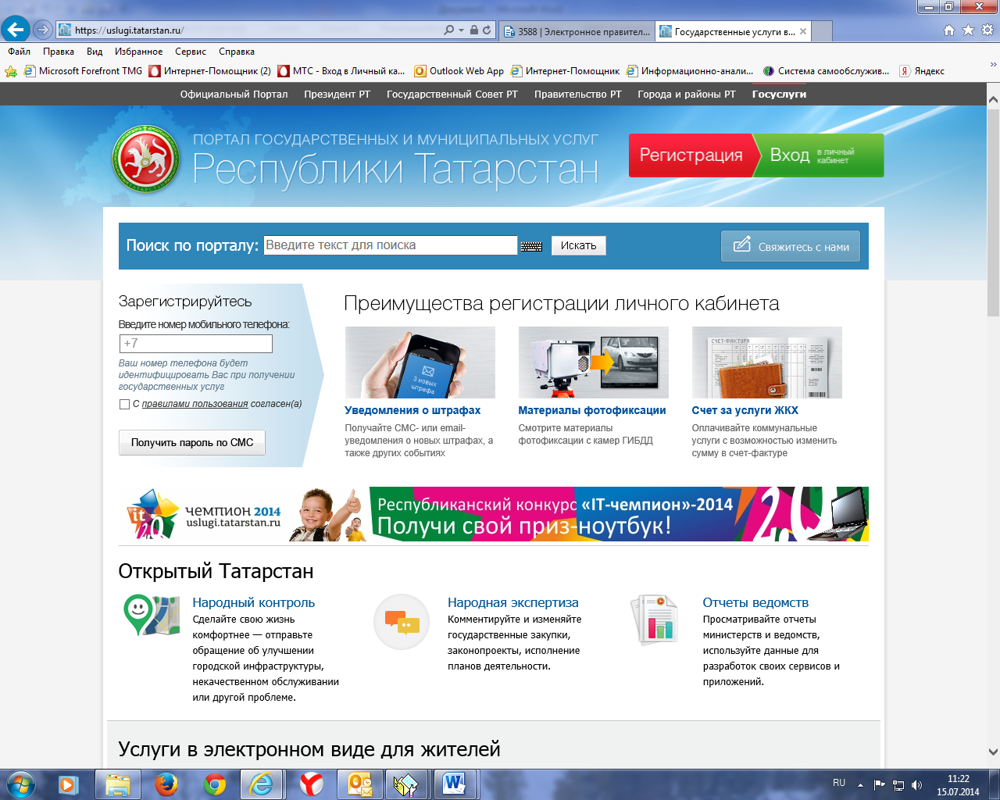 https://uslugi.tatarstan.ru/
3588 | Электронное правител...
Государственные услуги в...
Файл Правка Вид Избранное Сервис Справка
Microsoft Forefront TMG Интернет-Помощник (2) МТС - Вход в Личный ка... Outlook Web App Интернет-Помощник Информационно-анали... Система самообслужив... Яндекс
Официальный Портал Президент РТ Государственный Совет РТ Правительство РТ Города и районы РТ Госуслуги
ПОРТАЛ ГОСУДАРСТВЕННЫХ И МУНИЦИПАЛЬНЫХ УСЛУГ
Республики Татарстан
Регистрация
Вход
в личный
кабинет
ТАТАРСТАН
Поиск по порталу: Введите текст для поиска Искать
Свяжитесь с нами
Зарегистрируйтесь
Введите номер мобильного телефона:
+7
Ваш номер телефона будет
идентифицировать Вас при получении
государственных услуг
С правилами пользования согласен(а)
Получить пароль по СМС
Преимущества регистрации личного кабинета
3 новых
штрафа
Уведомления о штрафах
Получайте СМС- или email-
уведомления о новых штрафах, а
также других событиях
Материалы фотофиксации
Смотрите материалы
фотофиксации с камер ГИБДД
СЧЕТ-ФАКТУРА
Счет за услуги ЖКХ
Оплачивайте коммунальные
услуги с возможностью изменить
сумму в счет-фактуре
it
2.0
ЧЕМПИОН 2014
uslugi.tatarstan.ru
Республиканский конкурс «IT-чемпион»-2014
Получи свой приз-ноутбук!
2.0
Открытый Татарстан
Народный контроль
Сделайте свою жизнь
комфортнее — отправьте
обращение об улучшении
городской инфраструктуры,
некачественном обслуживании
или другой проблеме.
Народная экспертиза
Комментируйте и изменяйте
государственные закупки,
законопроекты, исполнение
планов деятельности.
Отчеты ведомств
Просматривайте отчеты
министерств и ведомств,
используйте данные для
разработок своих сервисов и
приложений.
Услуги в электронном виде для жителей
RU
11:22
15.07.2014